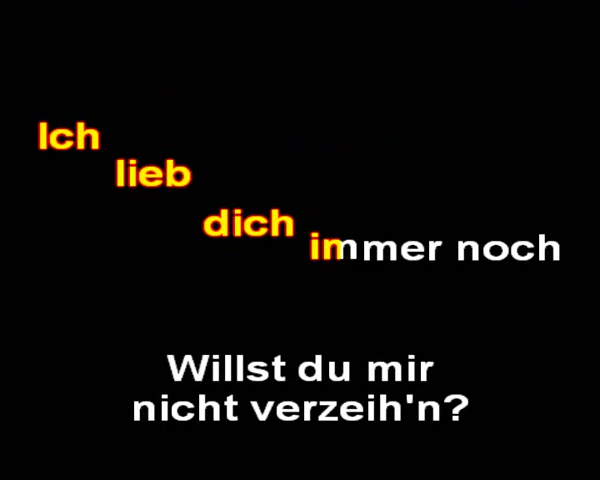 Ich
lieb
dich
immer noch
Willst du mir
nicht verzeih'n?